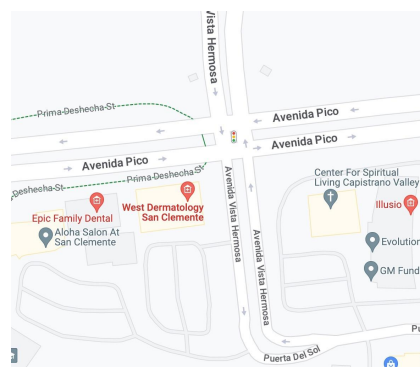 Vista Hermosa
Prima Deshecha St
Avenida Pico
Avenida Pico
Avenida Pico
Prima Deshecha St
Deshecha St
West Dermatology
San Clemente
Epic Family Dental
Aloha Salon At
San Clemente
Avenida Vista Hermosa
Avenida Vista Hermosa
Center For Spiritual
Living Capistrano Valley
Illusio
Evolution
GM Fund
Puerta Del Sol
Pu